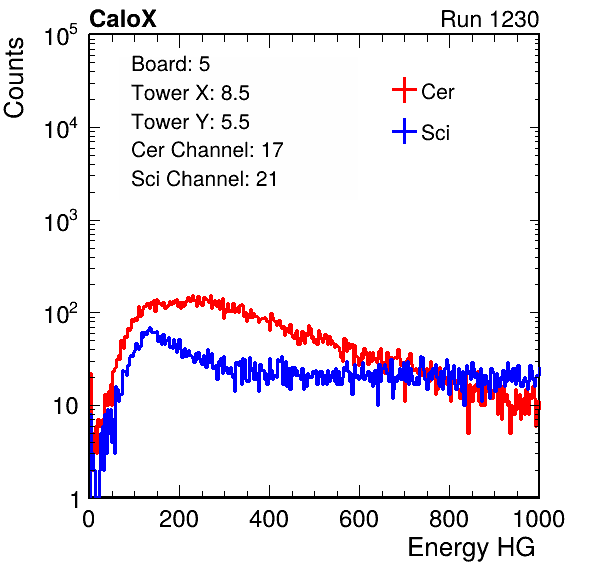 CaloX Run 1230
Board: 5
Tower X: 8.5
Tower Y: 5.5
Cer Channel: 17
Sci Channel: 21
Cer
Sci
Counts
10^5
10^4
10^3
10^2
10
1
0 200 400 600 800 1000
Energy HG